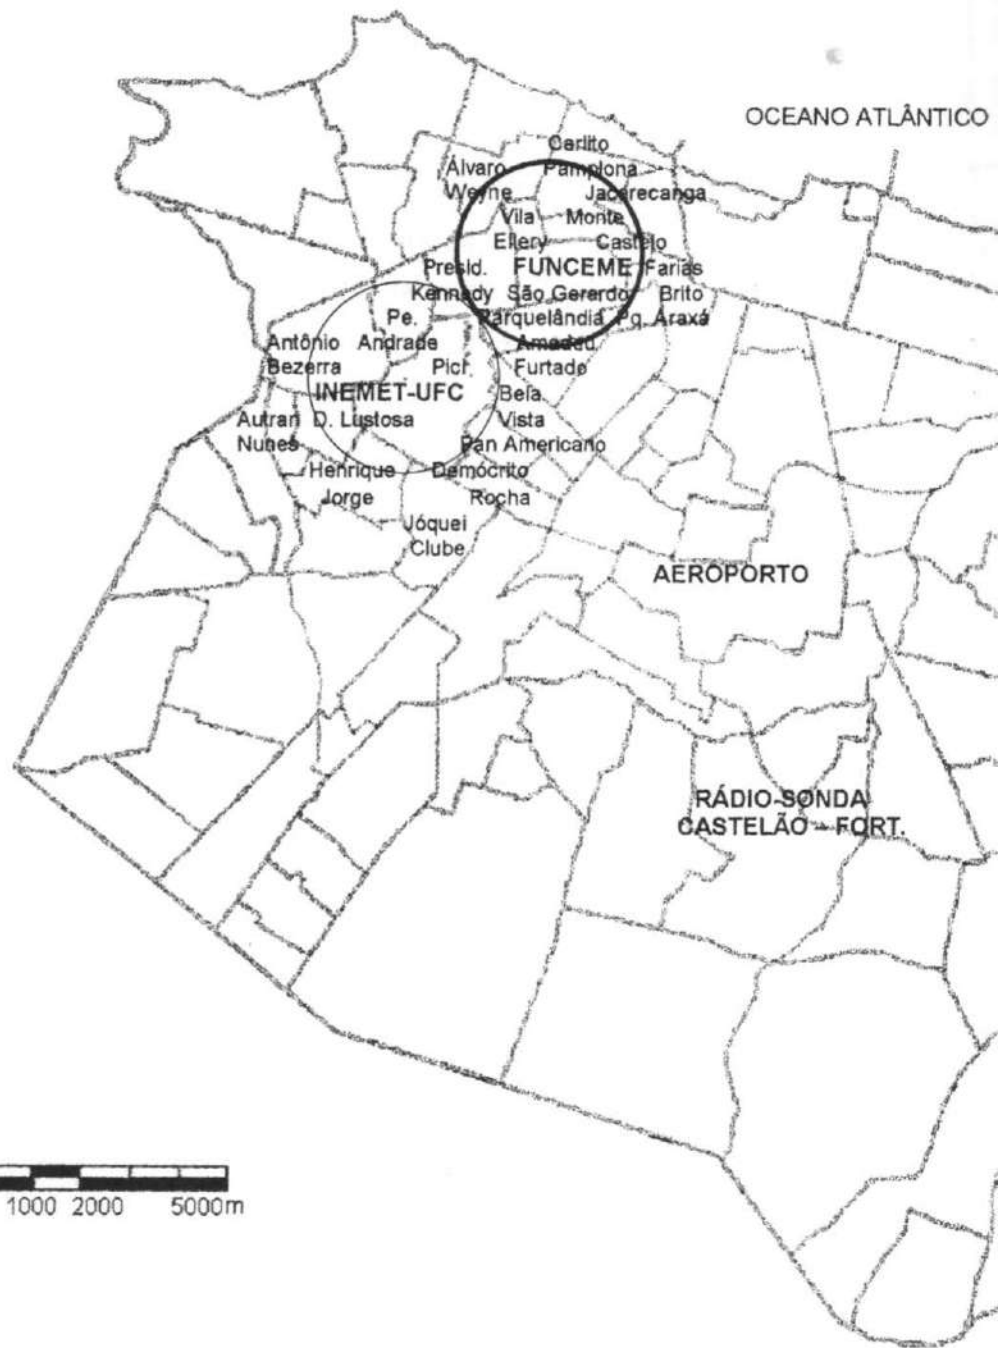 OCEANO ATLÂNTICO
Carlito
Álvaro Pamplona
Weyne Jacarecanga
Vila Monte
Ellery Castelo
Presid. FUNCEME Farias
Kennedy São Gerardo Brito
Pe. Parquelândia Pq. Araxá
Antônio Andrade Amadeu
Bezerra Pici Furtado
INEMET-UFC Bela
Autran D. Lustosa Vista
Nunes Pan Americano
Henrique Demócrito
Jorge Rocha
Jóquei
Clube
AEROPORTO
RÁDIO-SONDA
CASTELÃO - FORT.
1000 2000 5000m